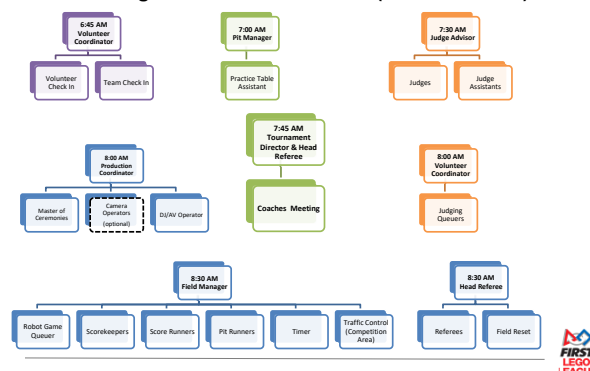 6:45 AM
Volunteer
Coordinator
Volunteer
Check In
Team Check In
7:00 AM
Pit Manager
Practice Table
Assistant
7:30 AM
Judge Advisor
Judges
Judge
Assistants
7:45 AM
Tournament
Director & Head
Referee
Coaches Meeting
8:00 AM
Production
Coordinator
Master of
Ceremonies
Camera
Operators
(optional)
DJ/AV Operator
8:00 AM
Volunteer
Coordinator
Judging
Queuers
8:30 AM
Field Manager
Robot Game
Queuer
Scorekeepers
Score Runners
Pit Runners
Timer
Traffic Control
(Competition
Area)
8:30 AM
Head Referee
Referees
Field Reset
FIRST
LEGO
LEAGUE